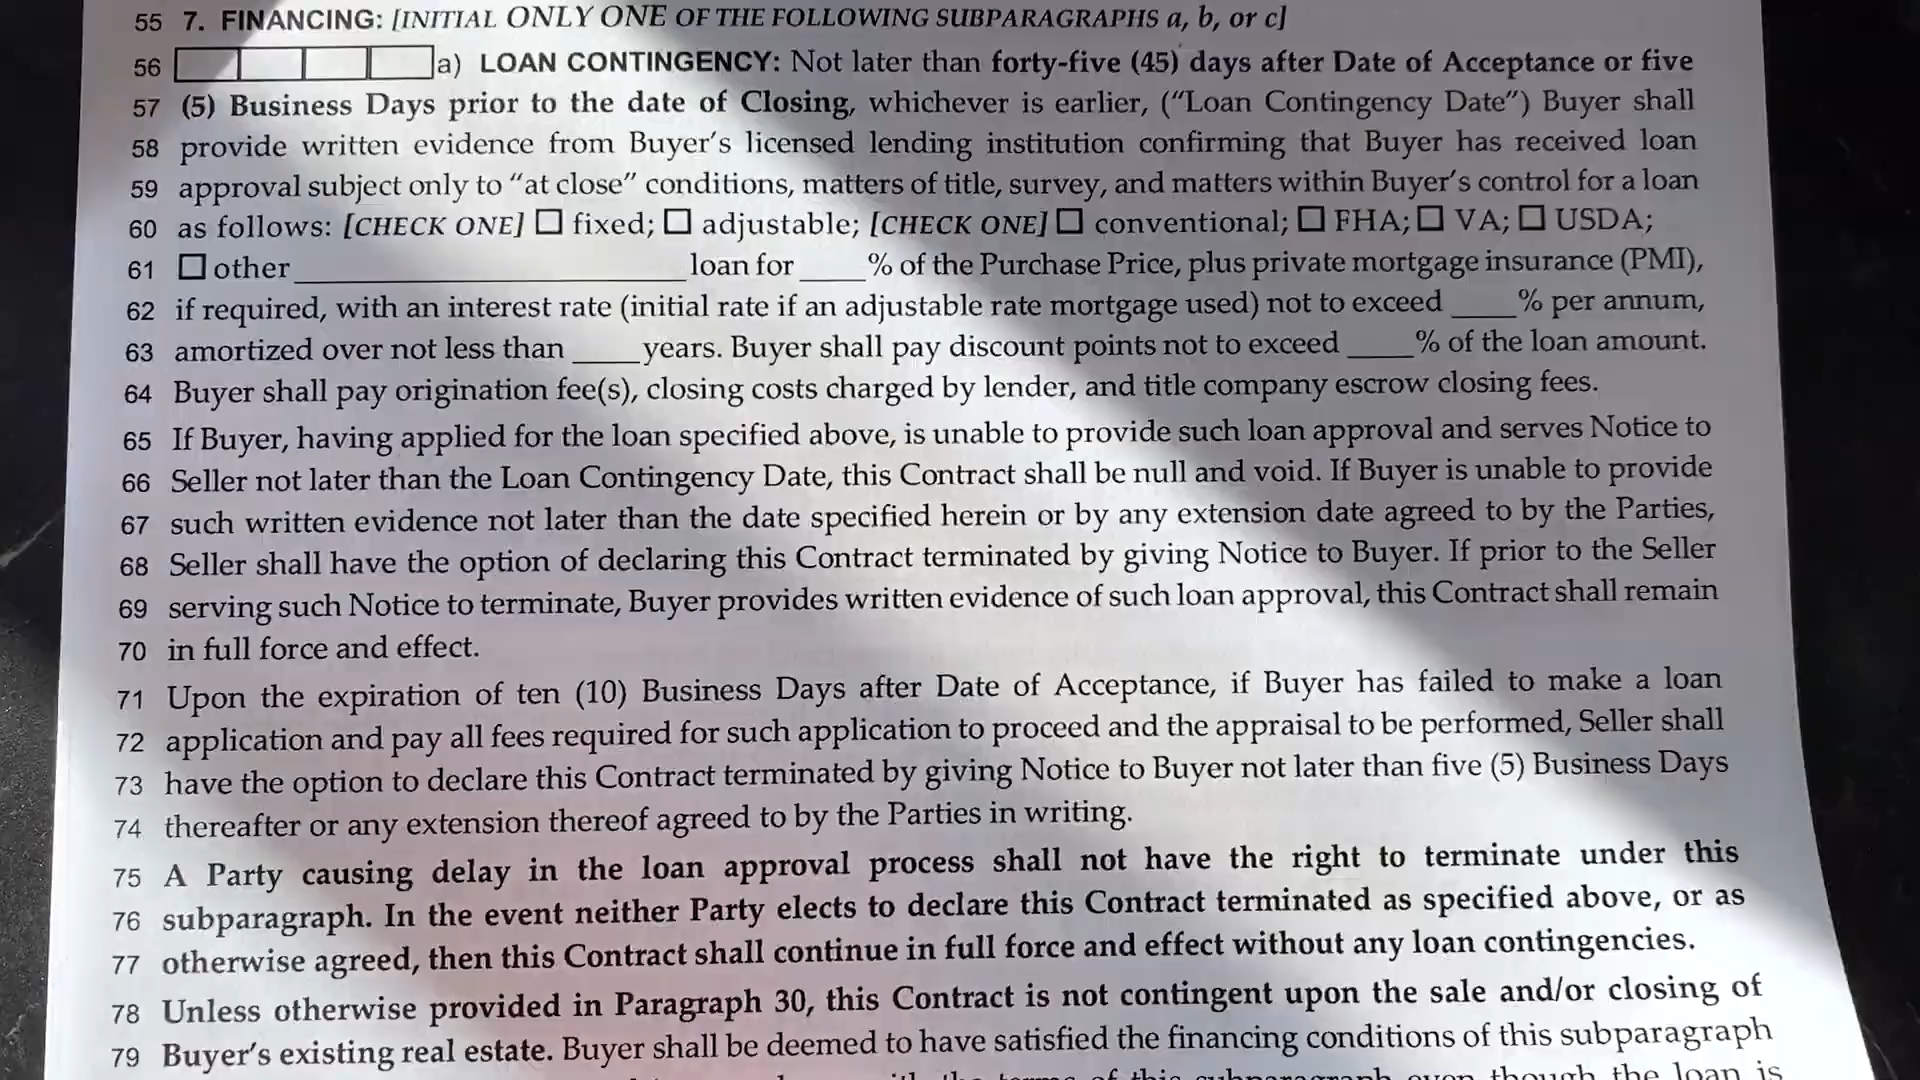 55 7. FINANCING: [INITIAL ONLY ONE OF THE FOLLOWING SUBPARAGRAPHS a, b, or c]
56 a) LOAN CONTINGENCY: Not later than forty-five (45) days after Date of Acceptance or five
57 (5) Business Days prior to the date of Closing, whichever is earlier, (“Loan Contingency Date”) Buyer shall
58 provide written evidence from Buyer’s licensed lending institution confirming that Buyer has received loan
59 approval subject only to “at close” conditions, matters of title, survey, and matters within Buyer’s control for a loan
60 as follows: [CHECK ONE] ☐ fixed; ☐ adjustable; [CHECK ONE] ☐ conventional; ☐ FHA; ☐ VA; ☐ USDA;
61 ☐ other ____ loan for ____ % of the Purchase Price, plus private mortgage insurance (PMI),
62 if required, with an interest rate (initial rate if an adjustable rate mortgage used) not to exceed ____ % per annum,
63 amortized over not less than ____ years. Buyer shall pay discount points not to exceed ____ % of the loan amount.
64 Buyer shall pay origination fee(s), closing costs charged by lender, and title company escrow closing fees.
65 If Buyer, having applied for the loan specified above, is unable to provide such loan approval and serves Notice to
66 Seller not later than the Loan Contingency Date, this Contract shall be null and void. If Buyer is unable to provide
67 such written evidence not later than the date specified herein or by any extension date agreed to by the Parties,
68 Seller shall have the option of declaring this Contract terminated by giving Notice to Buyer. If prior to the Seller
69 serving such Notice to terminate, Buyer provides written evidence of such loan approval, this Contract shall remain
70 in full force and effect.
71 Upon the expiration of ten (10) Business Days after Date of Acceptance, if Buyer has failed to make a loan
72 application and pay all fees required for such application to proceed and the appraisal to be performed, Seller shall
73 have the option to declare this Contract terminated by giving Notice to Buyer not later than five (5) Business Days
74 thereafter or any extension thereof agreed to by the Parties in writing.
75 A Party causing delay in the loan approval process shall not have the right to terminate under this
76 subparagraph. In the event neither Party elects to declare this Contract terminated as specified above, or as
77 otherwise agreed, then this Contract shall continue in full force and effect without any loan contingencies.
78 Unless otherwise provided in Paragraph 30, this Contract is not contingent upon the sale and/or closing of
79 Buyer’s existing real estate. Buyer shall be deemed to have satisfied the financing conditions of this subparagraph
terms of this subparagraph even though the loan is